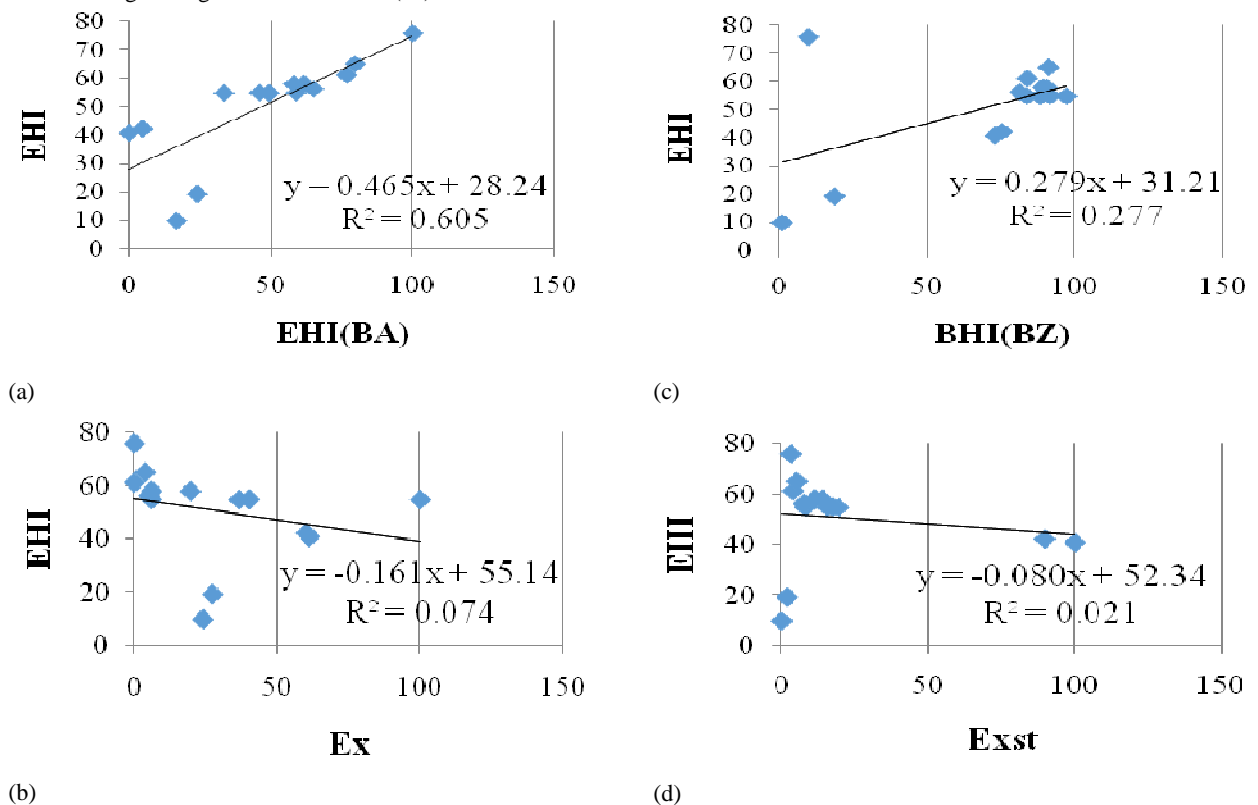 80
70
60
50
40
30
20
10
0
EHI
y – 0.465x + 28.24
R² = 0.605
0 50 100 150
EHI(BA)
(a)
80
70
60
50
40
30
20
10
0
EHI
y = 0.279x + 31.21
R² = 0.277
0 50 100 150
BHI(BZ)
(c)
80
60
40
20
0
EHI
y = -0.161x + 55.14
R² = 0.074
0 50 100 150
Ex
(b)
80
60
40
20
0
EIII
y = -0.080x + 52.34
R² = 0.021
0 50 100 150
Exst
(d)